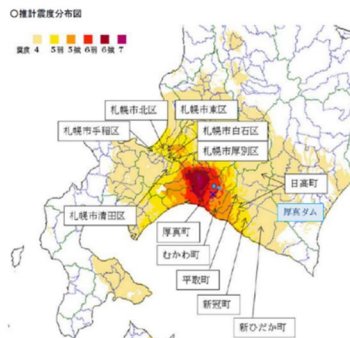 ○推計震度分布図
震度 4 5弱 5強 6弱 6強 7
札幌市北区
札幌市東区
札幌市手稲区
札幌市白石区
札幌市厚別区
日高町
厚真ダム
札幌市清田区
厚真町
むかわ町
平取町
新冠町
新ひだか町